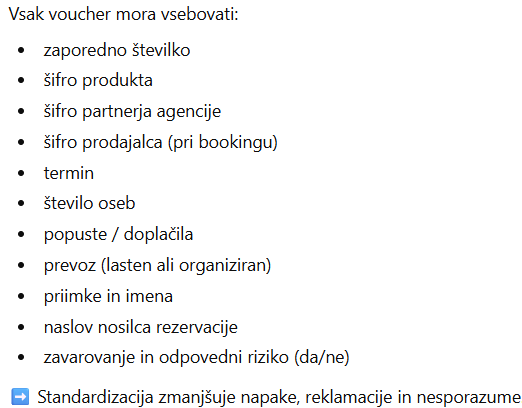 Vsak voucher mora vsebovati:
• zaporedno številko
• šifro produkta
• šifro partnerja agencije
• šifro prodajalca (pri bookingu)
• termin
• število oseb
• popuste / doplačila
• prevoz (lasten ali organiziran)
• priimke in imena
• naslov nosilca rezervacije
• zavarovanje in odpovedni riziko (da/ne)
➡️ Standardizacija zmanjšuje napake, reklamacije in nesporazume